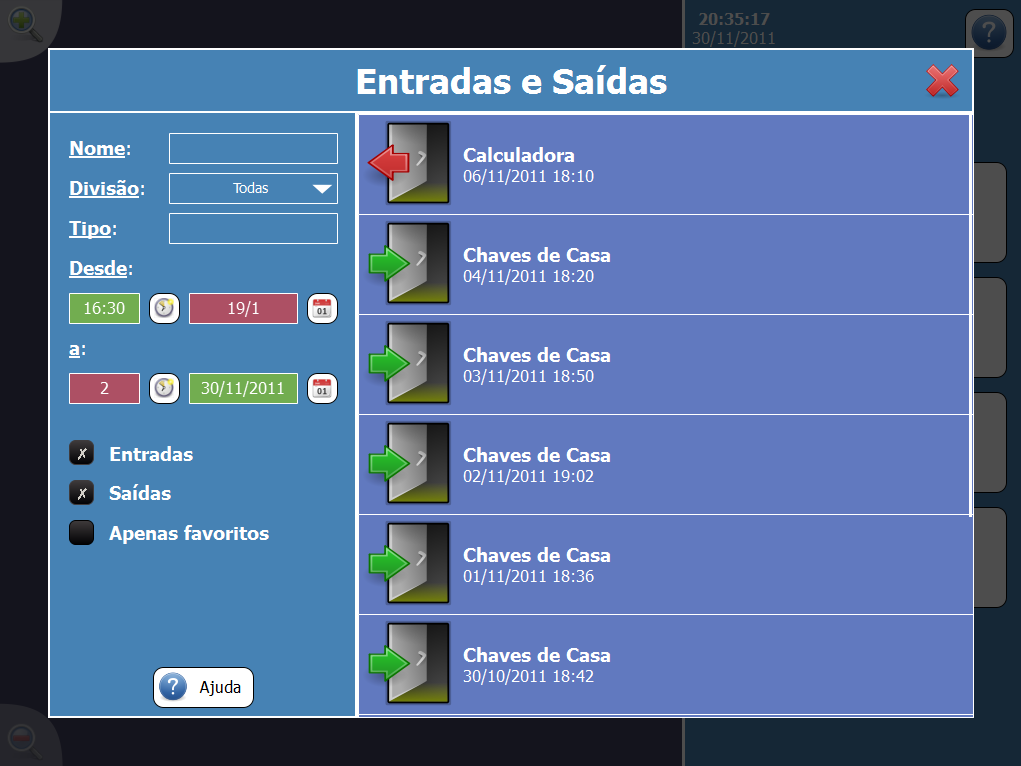 20:35:17
30/11/2011
?
Entradas e Saídas
Nome:
Divisão: Todas
Tipo:
Desde:
16:30 19/1 01
a:
2 30/11/2011 01
x Entradas
x Saídas
Apenas favoritos
? Ajuda
Calculadora
06/11/2011 18:10
Chaves de Casa
04/11/2011 18:20
Chaves de Casa
03/11/2011 18:50
Chaves de Casa
02/11/2011 19:02
Chaves de Casa
01/11/2011 18:36
Chaves de Casa
30/10/2011 18:42